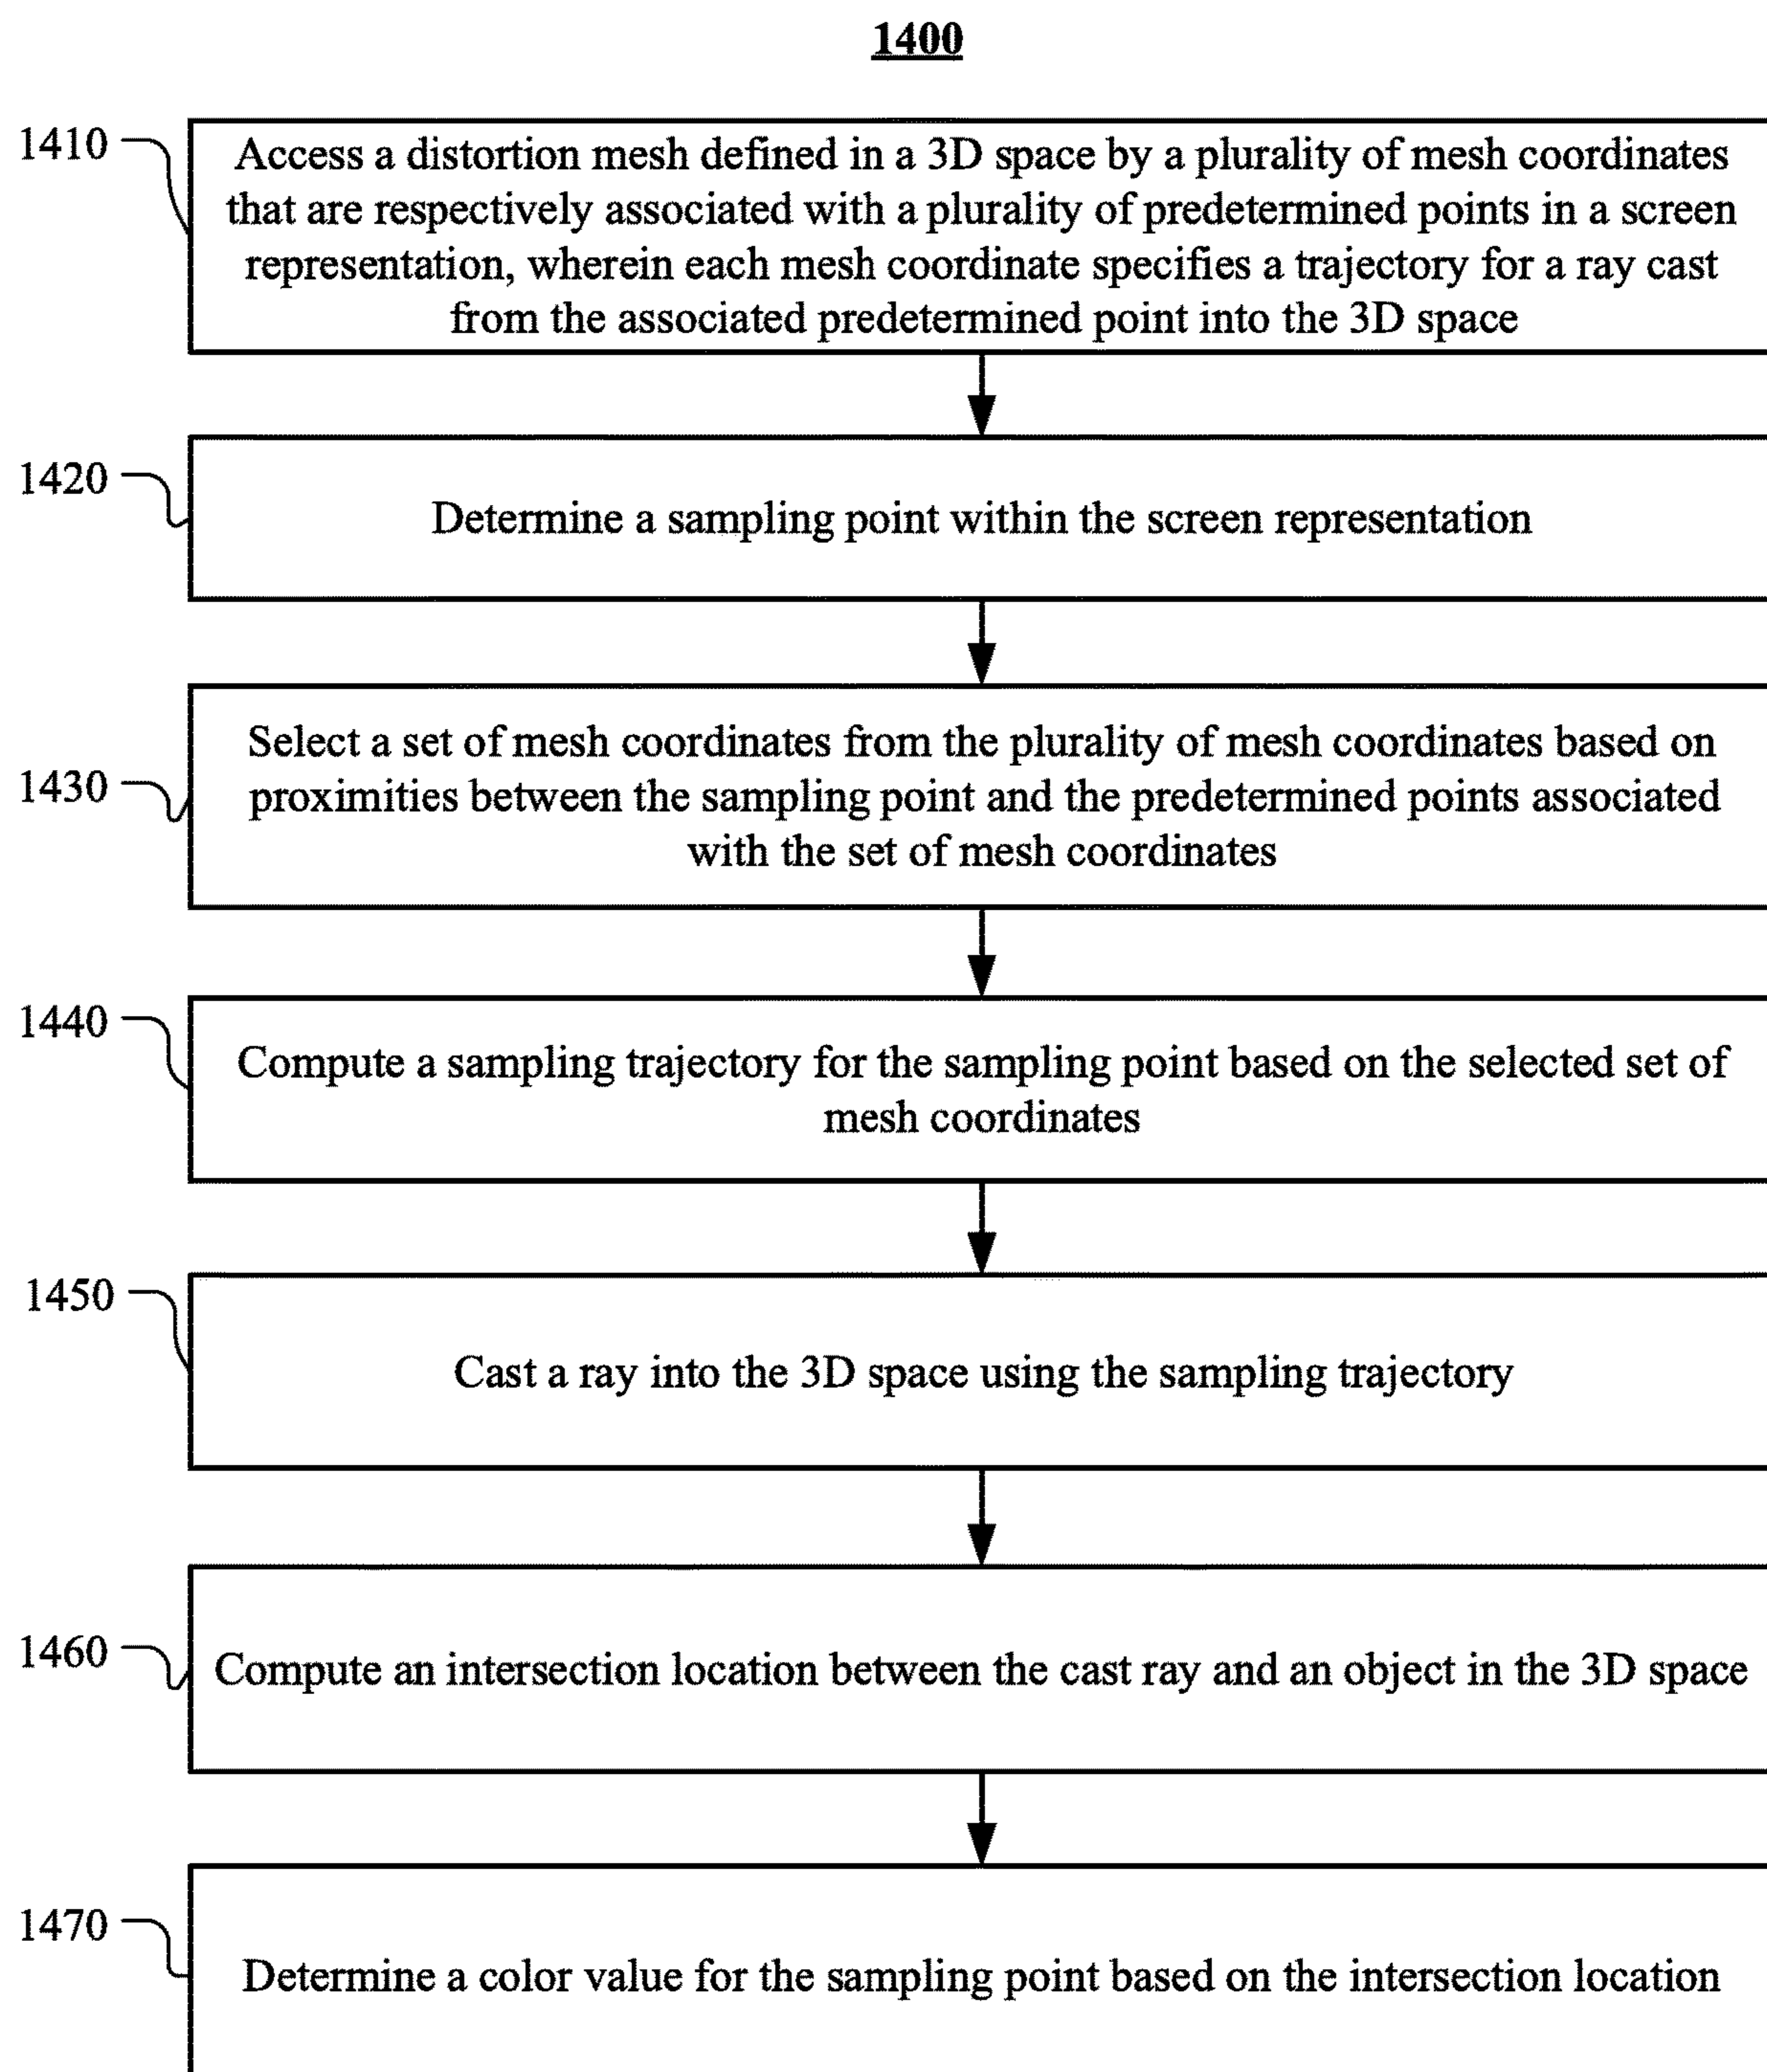 1400
1410
Access a distortion mesh defined in a 3D space by a plurality of mesh coordinates
that are respectively associated with a plurality of predetermined points in a screen
representation, wherein each mesh coordinate specifies a trajectory for a ray cast
from the associated predetermined point into the 3D space
1420
Determine a sampling point within the screen representation
1430
Select a set of mesh coordinates from the plurality of mesh coordinates based on
proximities between the sampling point and the predetermined points associated
with the set of mesh coordinates
1440
Compute a sampling trajectory for the sampling point based on the selected set of
mesh coordinates
1450
Cast a ray into the 3D space using the sampling trajectory
1460
Compute an intersection location between the cast ray and an object in the 3D space
1470
Determine a color value for the sampling point based on the intersection location